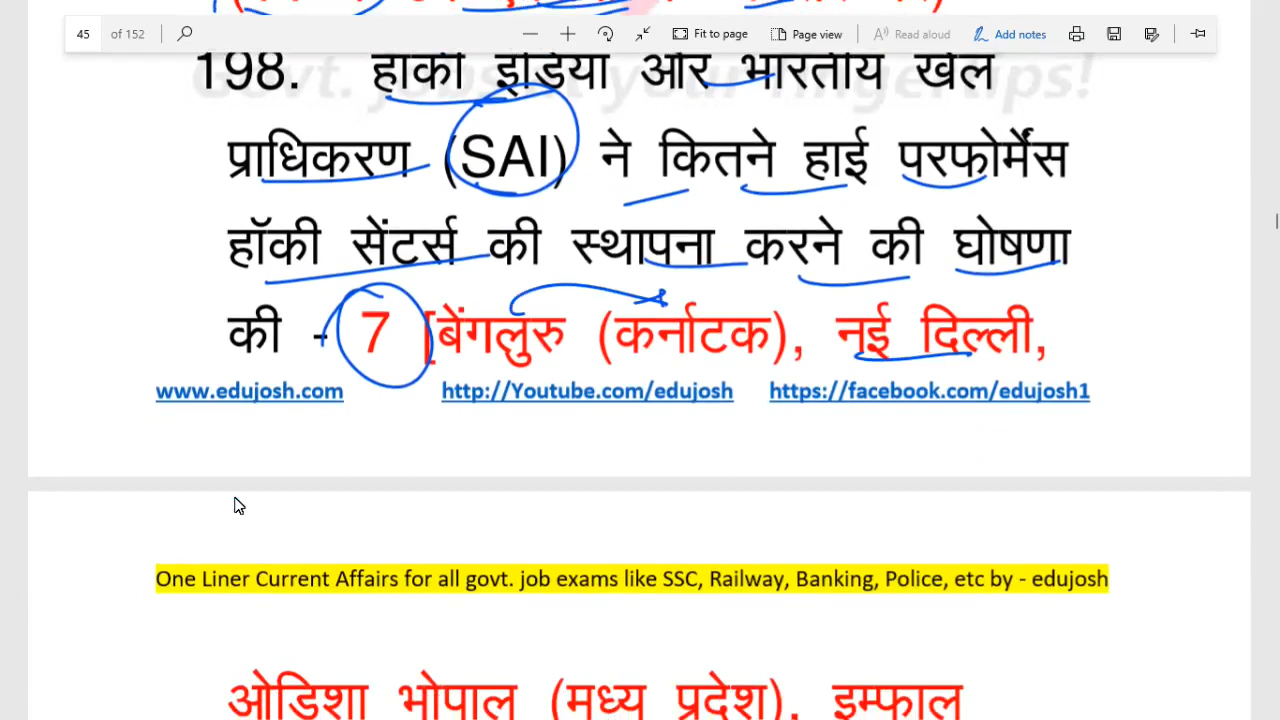 45 of 152 Fit to page Page view Read aloud Add notes
198. हॉकी इंडिया और भारतीय खेल
प्राधिकरण (SAI) ने कितने हाई परफोर्मेंस
हॉकी सेंटर्स की स्थापना करने की घोषणा
की - 7 [बेंगलुरु (कर्नाटक), नई दिल्ली,
www.edujosh.com http://Youtube.com/edujosh https://facebook.com/edujosh1
One Liner Current Affairs for all govt. job exams like SSC, Railway, Banking, Police, etc by - edujosh
ओडिशा भोपाल (मध्य प्रदेश), इम्फाल